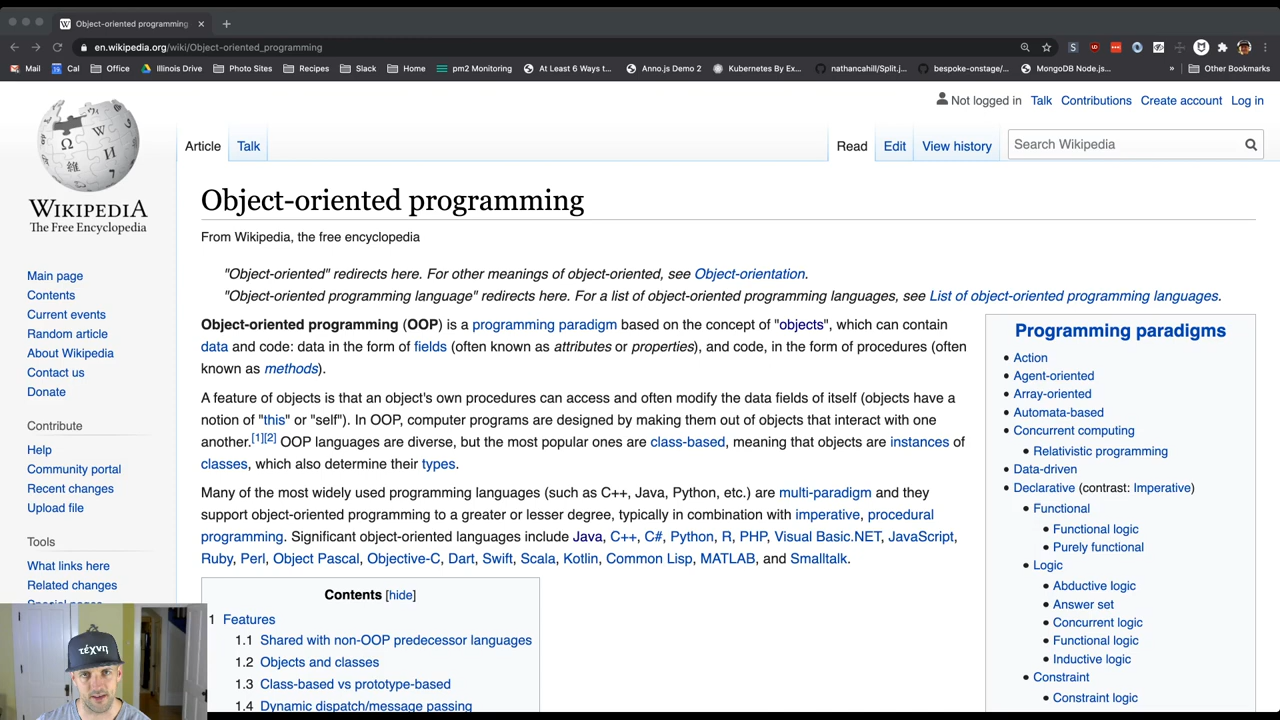 Object-oriented programming
en.wikipedia.org/wiki/Object-oriented_programming
Mail Cal Office Illinois Drive Photo Sites Recipes Slack Home pm2 Monitoring At Least 6 Ways t... Anno.js Demo 2 Kubernetes By Ex... nathancahill/Split.j... bespoke-onstage/... MongoDB Node.js... » Other Bookmarks
Not logged in Talk Contributions Create account Log in
Article Talk Read Edit View history Search Wikipedia
WIKIPEDIA
The Free Encyclopedia
Main page
Contents
Current events
Random article
About Wikipedia
Contact us
Donate
Contribute
Help
Community portal
Recent changes
Upload file
Tools
What links here
Related changes
Special pages
τέχνη
Object-oriented programming
From Wikipedia, the free encyclopedia
"Object-oriented" redirects here. For other meanings of object-oriented, see Object-orientation.
"Object-oriented programming language" redirects here. For a list of object-oriented programming languages, see List of object-oriented programming languages.
Object-oriented programming (OOP) is a programming paradigm based on the concept of "objects", which can contain
data and code: data in the form of fields (often known as attributes or properties), and code, in the form of procedures (often
known as methods).
A feature of objects is that an object's own procedures can access and often modify the data fields of itself (objects have a
notion of "this" or "self"). In OOP, computer programs are designed by making them out of objects that interact with one
another.[1][2] OOP languages are diverse, but the most popular ones are class-based, meaning that objects are instances of
classes, which also determine their types.
Many of the most widely used programming languages (such as C++, Java, Python, etc.) are multi-paradigm and they
support object-oriented programming to a greater or lesser degree, typically in combination with imperative, procedural
programming. Significant object-oriented languages include Java, C++, C#, Python, R, PHP, Visual Basic.NET, JavaScript,
Ruby, Perl, Object Pascal, Objective-C, Dart, Swift, Scala, Kotlin, Common Lisp, MATLAB, and Smalltalk.
Contents [hide]
1 Features
1.1 Shared with non-OOP predecessor languages
1.2 Objects and classes
1.3 Class-based vs prototype-based
1.4 Dynamic dispatch/message passing
Programming paradigms
Action
Agent-oriented
Array-oriented
Automata-based
Concurrent computing
Relativistic programming
Data-driven
Declarative (contrast: Imperative)
Functional
Functional logic
Purely functional
Logic
Abductive logic
Answer set
Concurrent logic
Functional logic
Inductive logic
Constraint
Constraint logic